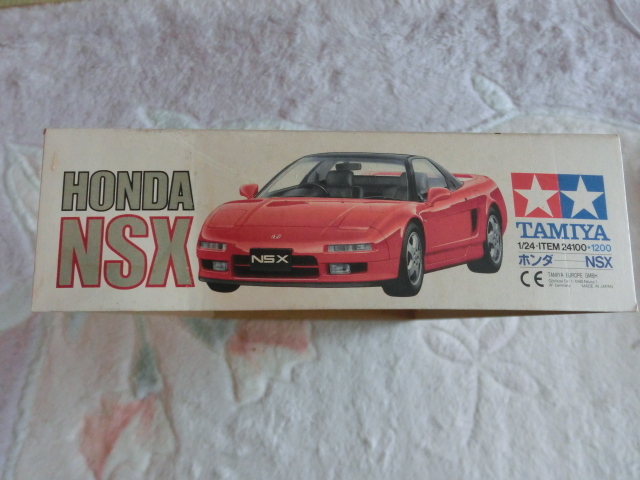 HONDA
NSX
NSX
TAMIYA
1/24·ITEM 24100★1200
ホンダ NSX
CE
TAMIYA EUROPE GMBH
MADE IN JAPAN